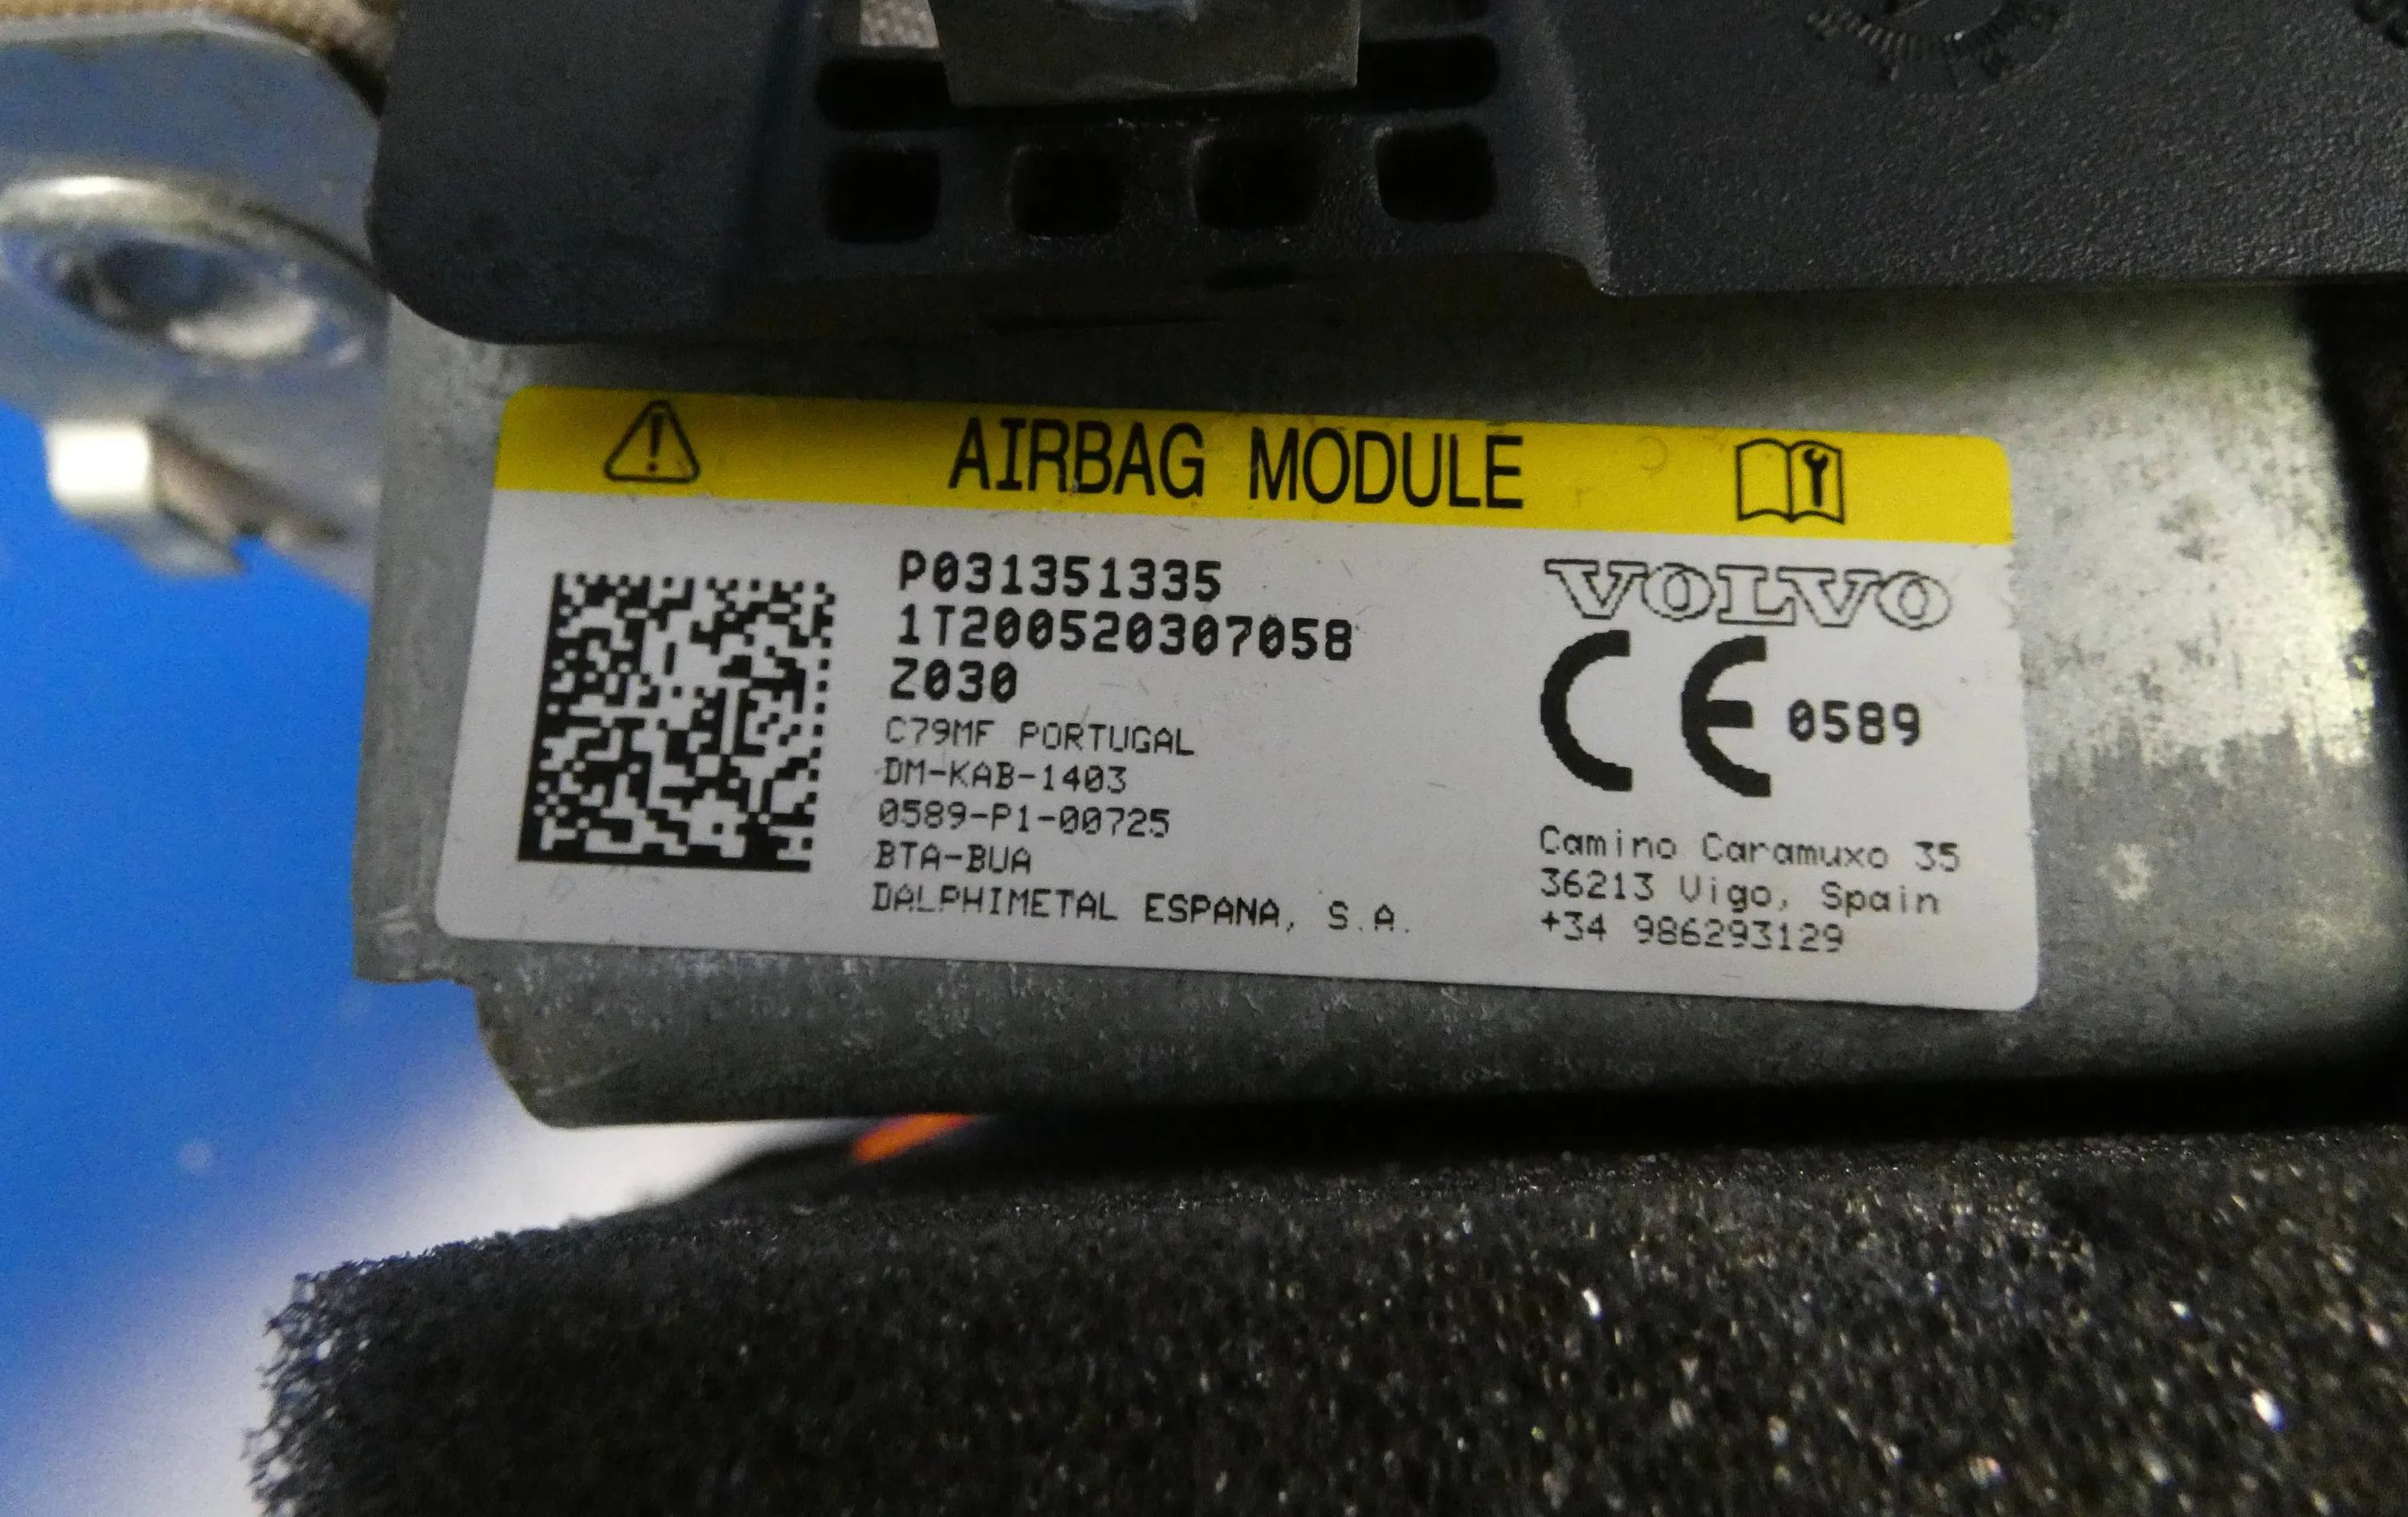 AIRBAG MODULE
P031351335
1T200520307058
Z030
C79MF PORTUGAL
DM-KAB-1403
0589-P1-00725
BTA-BUA
DALPHIMETAL ESPANA, S.A.
VOLVO
CE 0589
Camino Caramuxo 35
36213 Vigo, Spain
+34 986293129